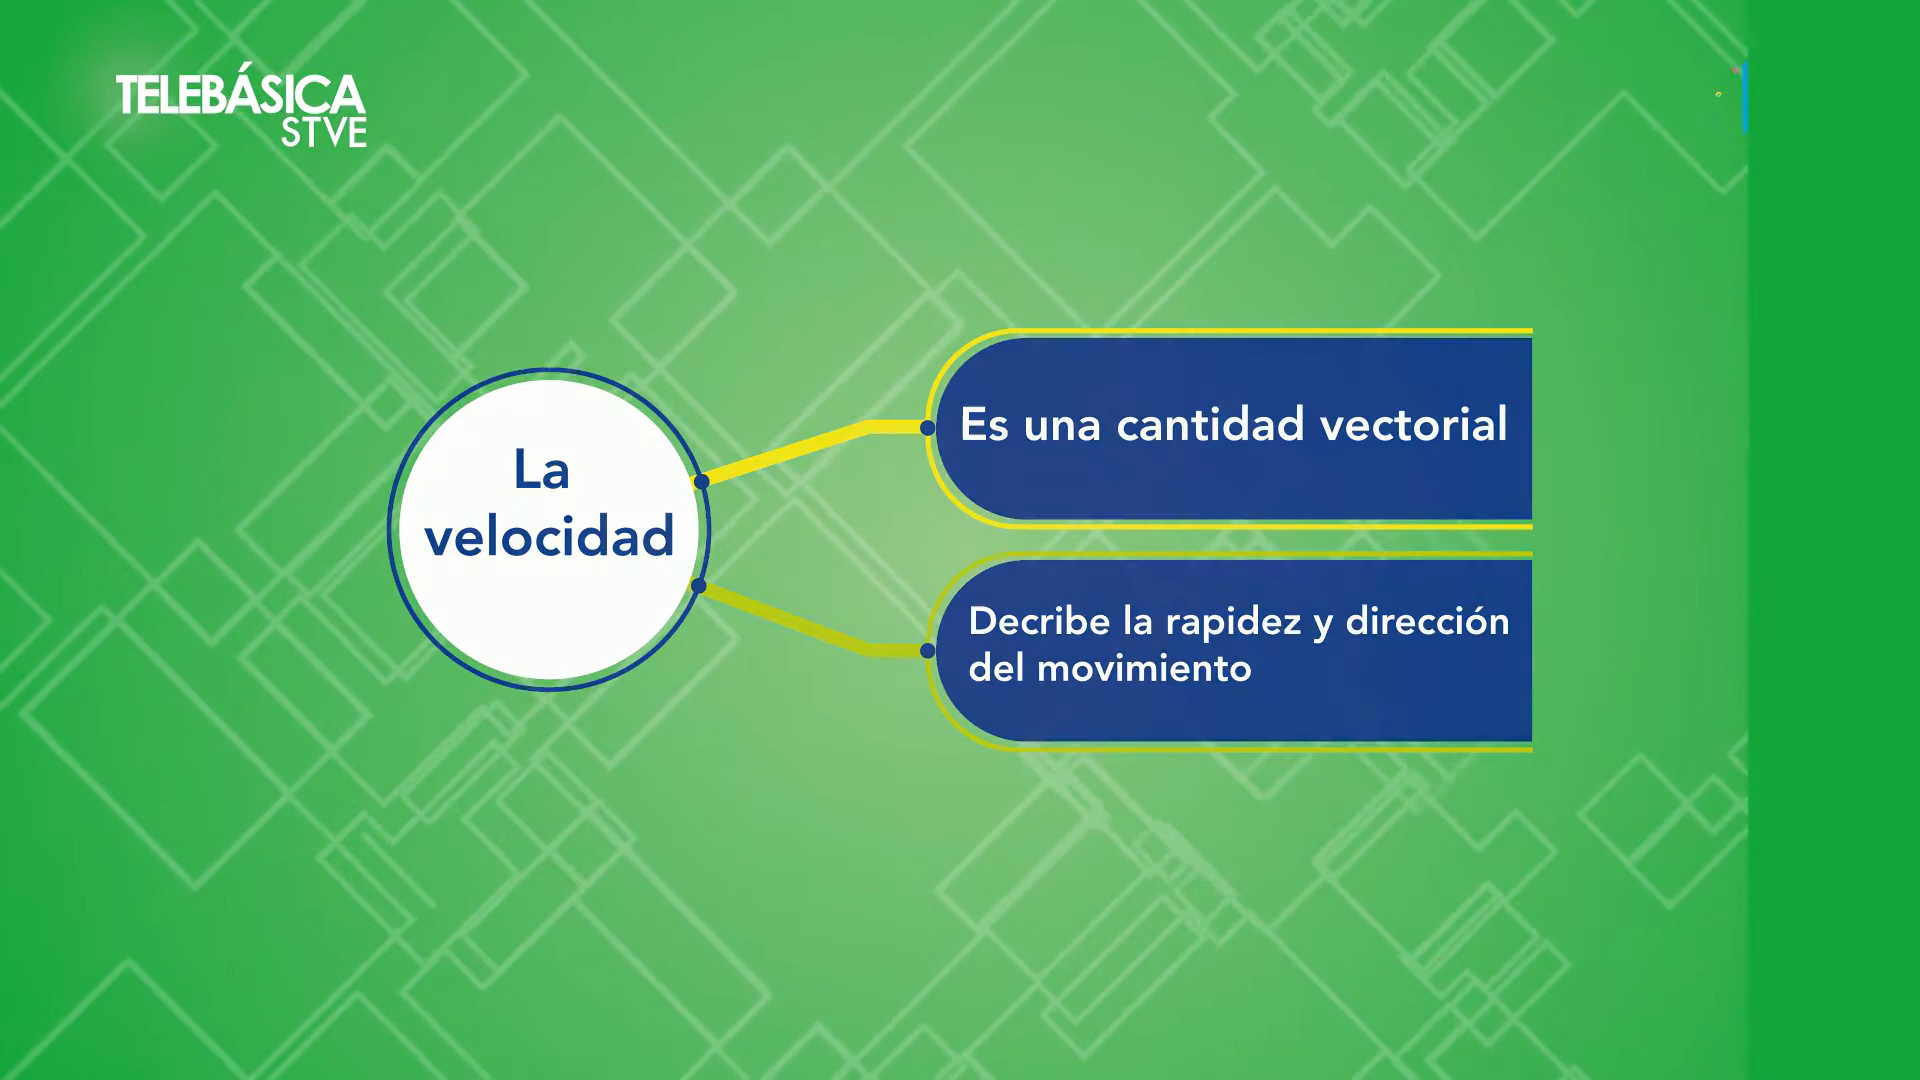 TELEBÁSICA
STVE
La
velocidad
Es una cantidad vectorial
Decribe la rapidez y dirección
del movimiento